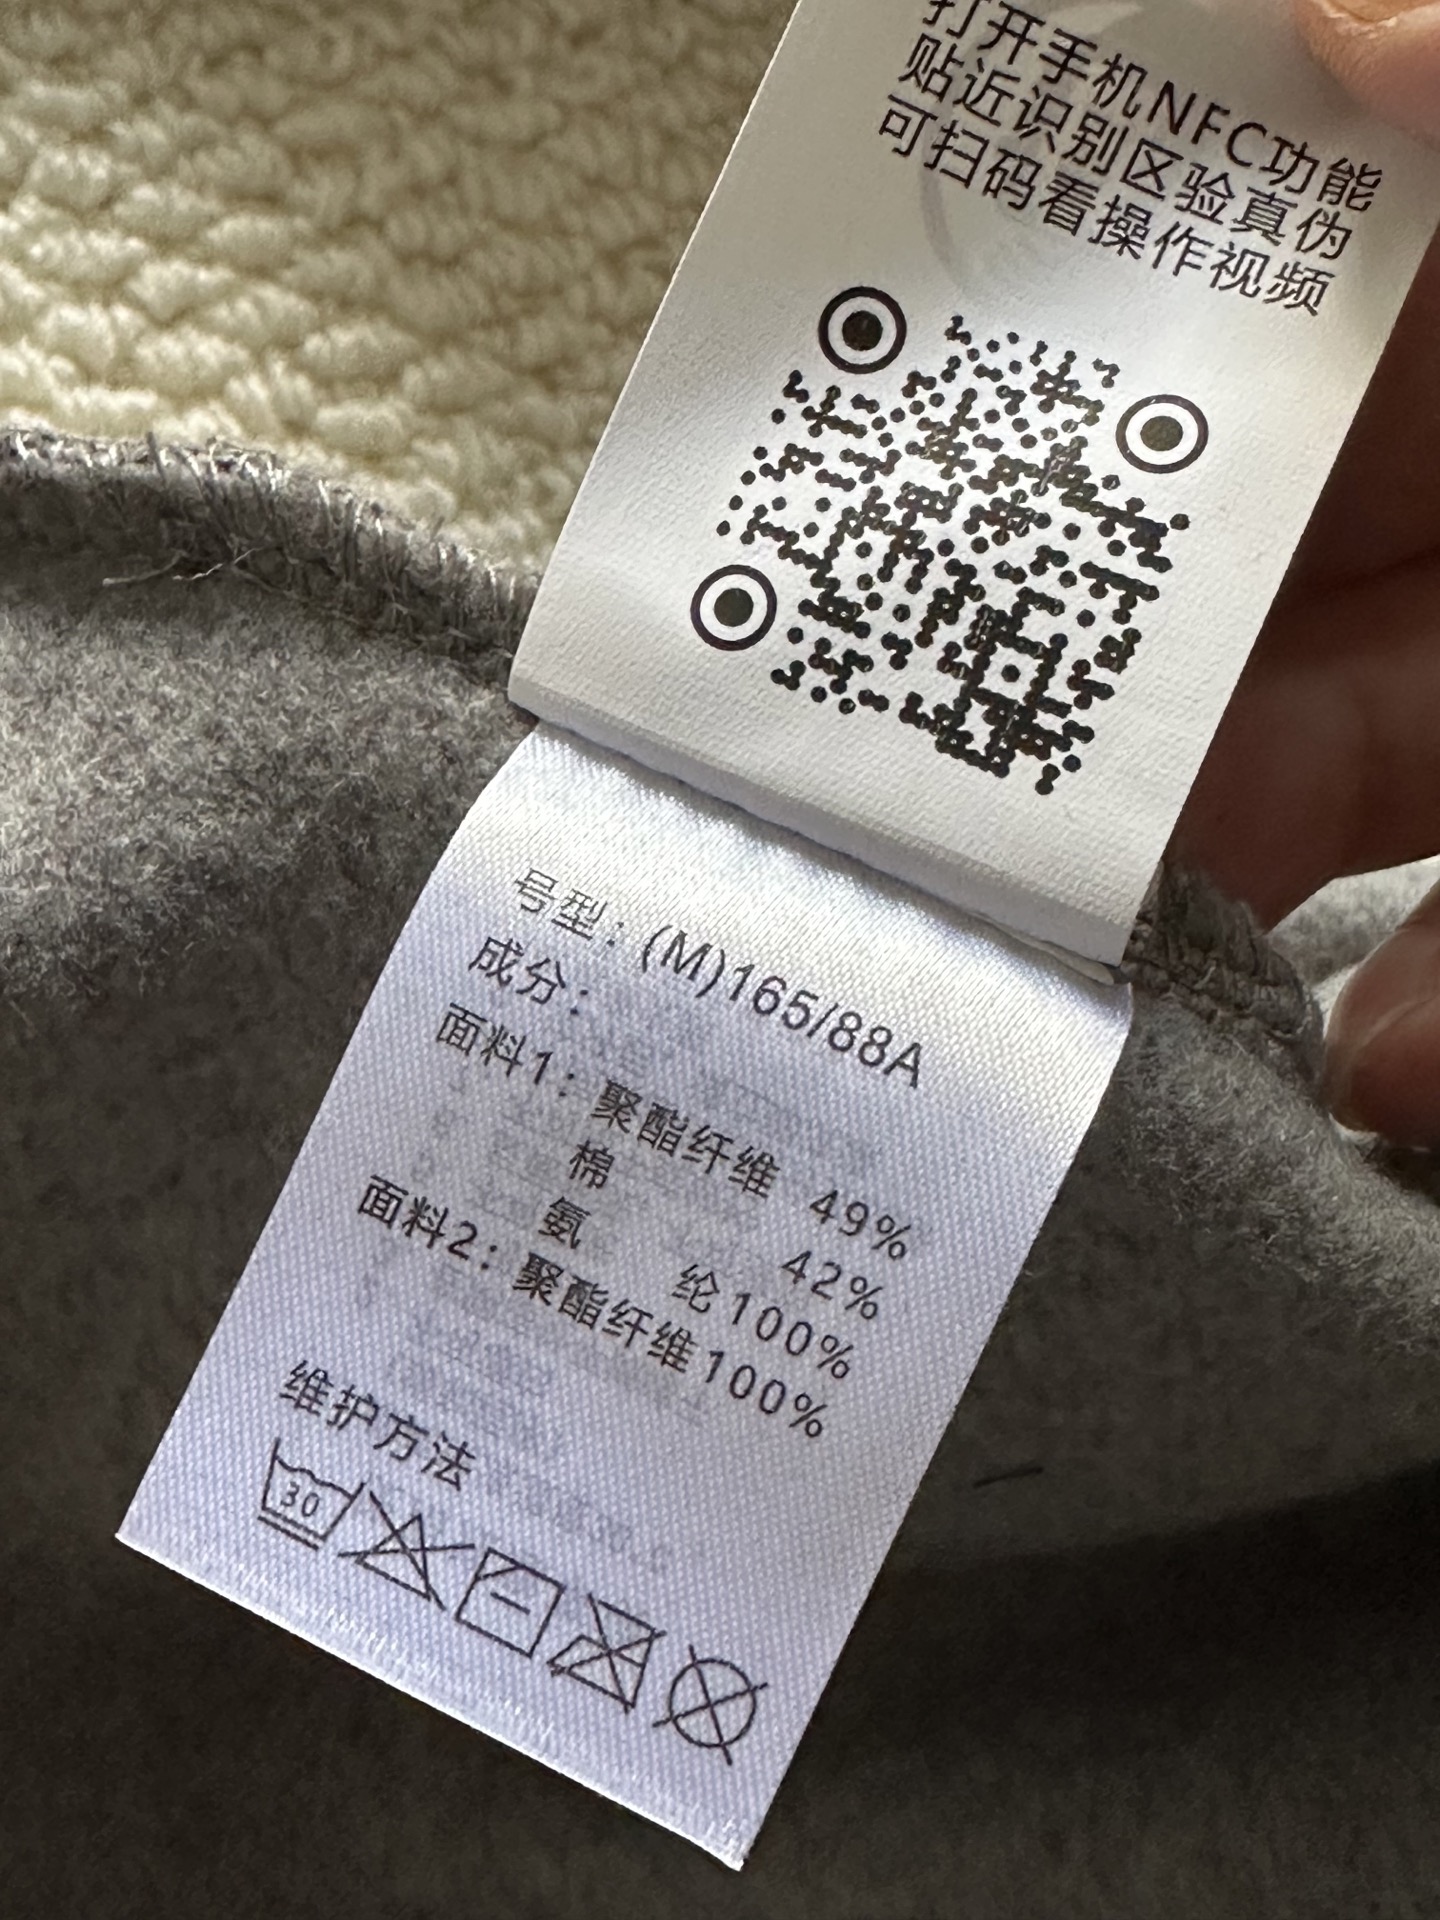 打开手机NFC功能
贴近识别区验真伪
可扫码看操作视频
号型：(M)165/88A
成分：
面料1：聚酯纤维 49%
棉 42%
氨 纶100%
面料2：聚酯纤维100%
维护方法
30